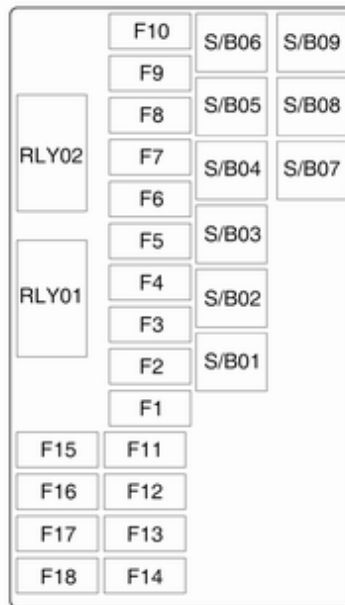 F10 S/B06 S/B09
F9
F8 S/B05 S/B08
RLY02 F7 S/B04 S/B07
F6
F5 S/B03
F4
RLY01 S/B02
F3
F2 S/B01
F1
F15 F11
F16 F12
F17 F13
F18 F14